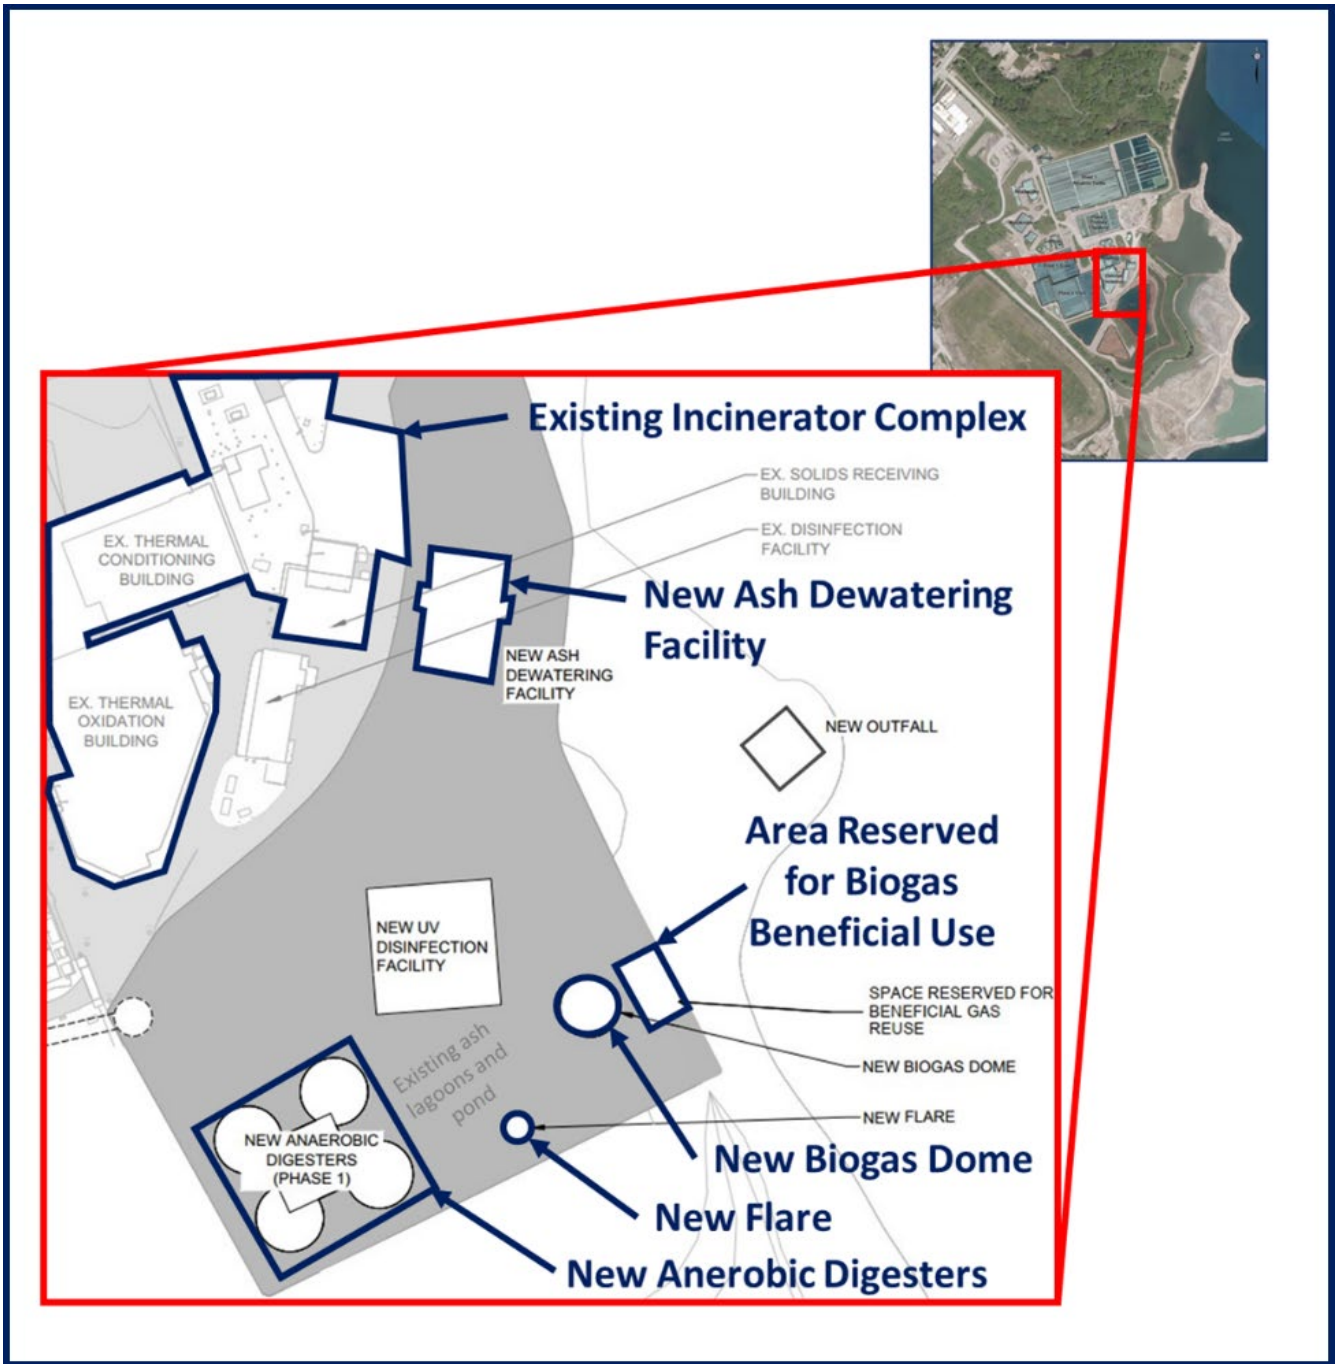 Existing Incinerator Complex
EX. SOLIDS RECEIVING
BUILDING
EX. DISINFECTION
FACILITY
EX. THERMAL
CONDITIONING
BUILDING
New Ash Dewatering
Facility
NEW ASH
DEWATERING
FACILITY
EX. THERMAL
OXIDATION
BUILDING
NEW OUTFALL
Area Reserved
for Biogas
Beneficial Use
NEW UV
DISINFECTION
FACILITY
SPACE RESERVED FOR
BENEFICIAL GAS
REUSE
Existing ash
lagoons and
pond
NEW BIOGAS DOME
NEW FLARE
NEW ANAEROBIC
DIGESTERS
(PHASE 1)
New Biogas Dome
New Flare
New Anerobic Digesters